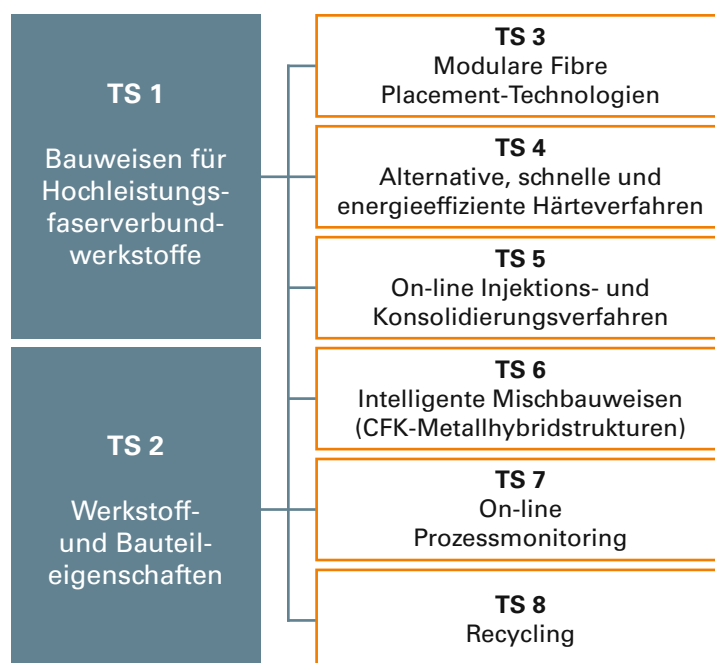 TS 1
Bauweisen für
Hochleistungs-
faserverbund-
werkstoffe
TS 2
Werkstoff-
und Bauteil-
eigenschaften
TS 3
Modulare Fibre
Placement-Technologien
TS 4
Alternative, schnelle und
energieeffiziente Härteverfahren
TS 5
On-line Injektions- und
Konsolidierungsverfahren
TS 6
Intelligente Mischbauweisen
(CFK-Metallhybridstrukturen)
TS 7
On-line
Prozessmonitoring
TS 8
Recycling